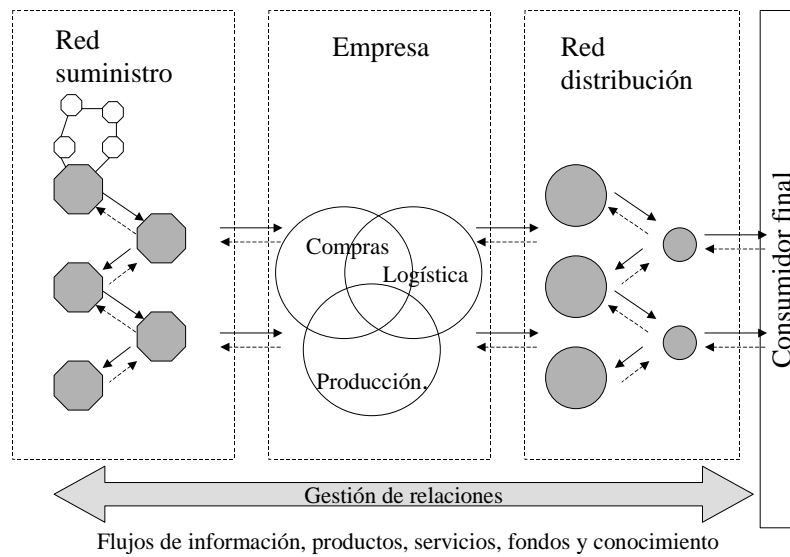 Red
suministro
Empresa
Red
distribución
Compras
Logística
Producción.
Consumidor final
Gestión de relaciones
Flujos de información, productos, servicios, fondos y conocimiento